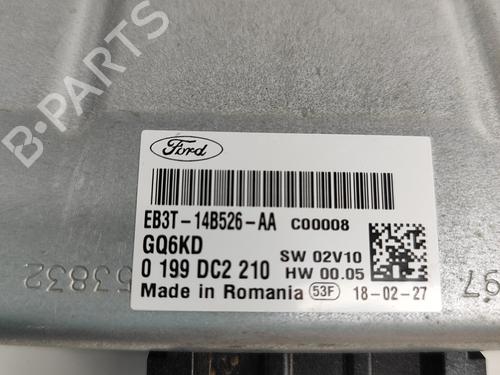 B-PARTS
Ford
EB3T-14B526-AA C00008
GQ6KD
SW 02V10
0 199 DC2 210
HW 00.05
Made in Romania 53F 18-02-27
53832
97